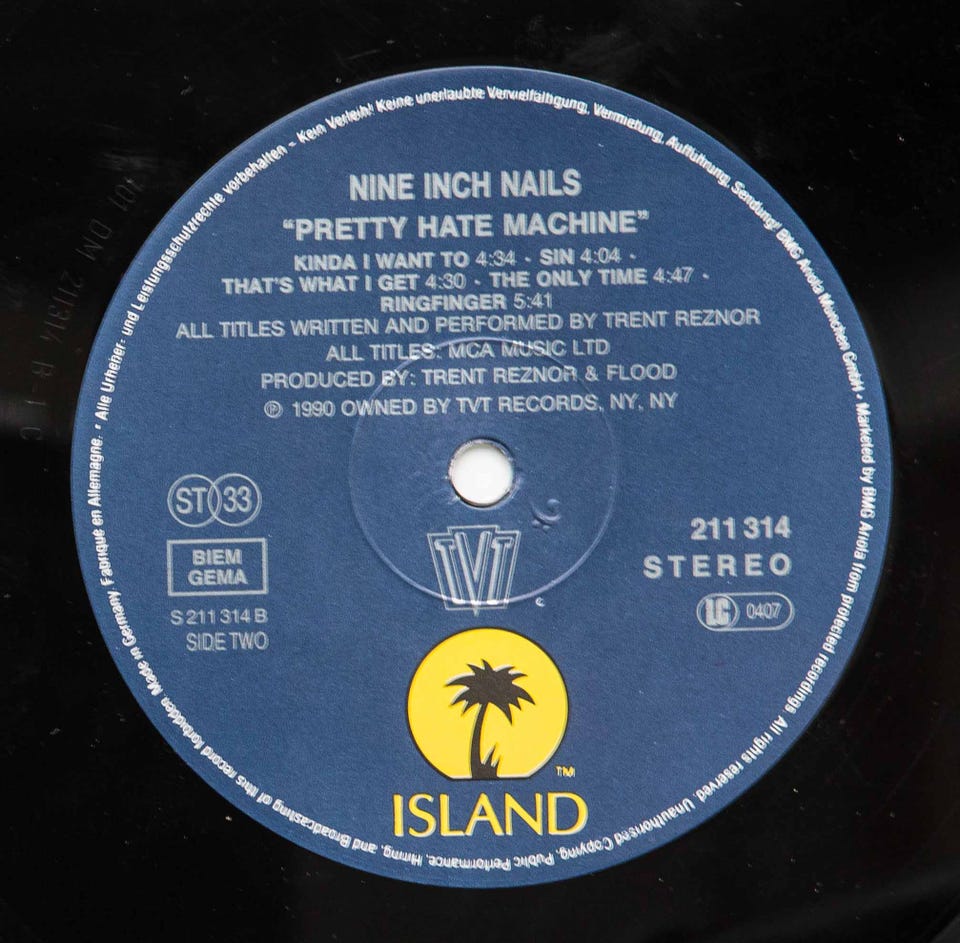 NINE INCH NAILS
“PRETTY HATE MACHINE”
KINDA I WANT TO 4:34 • SIN 4:04 •
THAT'S WHAT I GET 4:30 • THE ONLY TIME 4:47 •
RINGFINGER 5:41
ALL TITLES WRITTEN AND PERFORMED BY TRENT REZNOR
ALL TITLES: MCA MUSIC LTD
PRODUCED BY: TRENT REZNOR & FLOOD
℗ 1990 OWNED BY TVT RECORDS, NY, NY
ST 33
BIEM
GEMA
S 211 314 B
SIDE TWO
TVT
211 314
STEREO
LC 0407
TM
ISLAND
• Alle Urheber- und Leistungsschutzrechte vorbehalten – Kein Verleih! Keine unerlaubte Vervielfältigung, Vermietung, Aufführung, Sendung! BMG Ariola München GmbH • Marketed by BMG Ariola from protected recordings. All rights reserved. Unauthorised Copying, Public Performance, Hiring, and Broadcasting of this record forbidden. Made in Germany. Fabriqué en Allemagne.
DM 211314 B